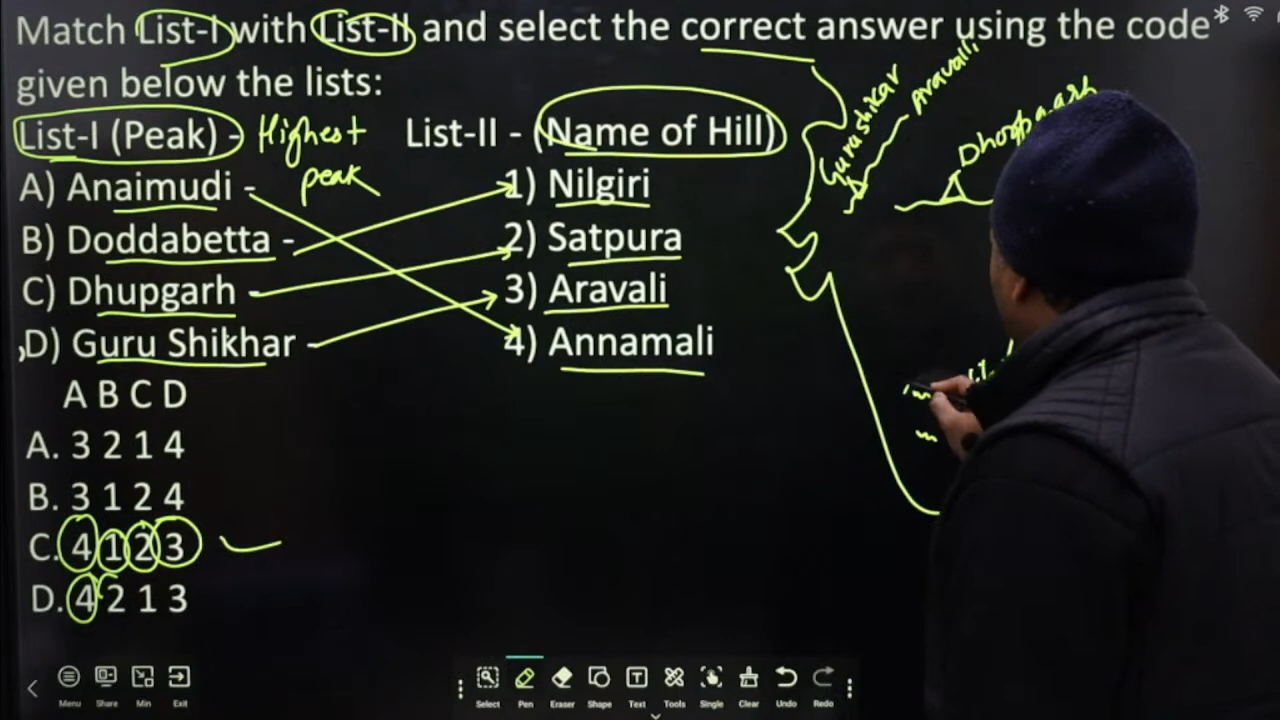 Match List-I with List-II and select the correct answer using the code
given below the lists:
List-I (Peak) - Highest peak
List-II - (Name of Hill)
A) Anaimudi -
1) Nilgiri
B) Doddabetta -
2) Satpura
C) Dhupgarh -
3) Aravali
D) Guru Shikhar -
4) Annamali
A B C D
A. 3 2 1 4
B. 3 1 2 4
C. 4 1 2 3
D. 4 2 1 3
Gurushikar
Aravalli
Menu Share Min Exit
Select Pen Eraser Shape Text Tools Single Clear Undo Redo